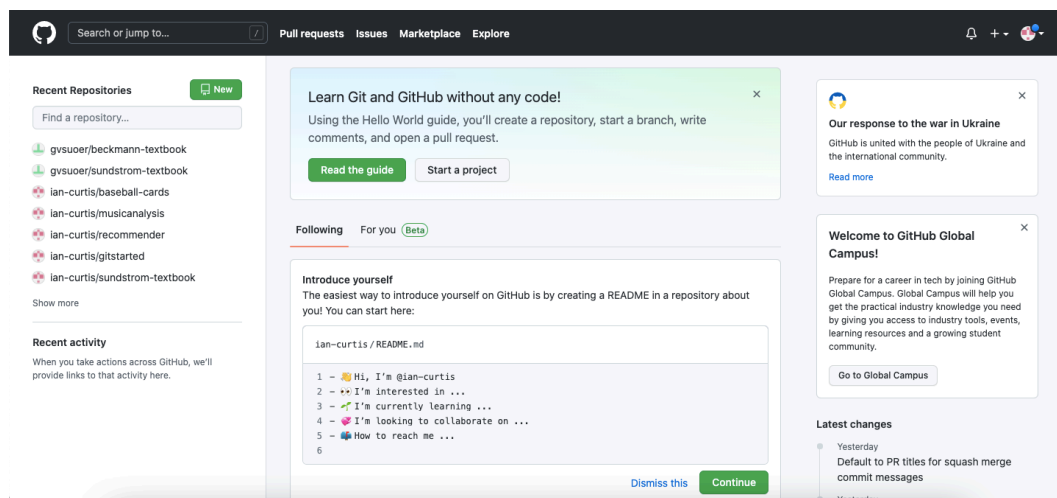 Search or jump to... /
Pull requests Issues Marketplace Explore
Recent Repositories
New
Find a repository...
gvsuoer/beckmann-textbook
gvsuoer/sundstrom-textbook
ian-curtis/baseball-cards
ian-curtis/musicanalysis
ian-curtis/recommender
ian-curtis/gitstarted
ian-curtis/sundstrom-textbook
Show more
Recent activity
When you take actions across GitHub, we'll
provide links to that activity here.
Learn Git and GitHub without any code!
Using the Hello World guide, you'll create a repository, start a branch, write
comments, and open a pull request.
Read the guide
Start a project
Following For you Beta
Introduce yourself
The easiest way to introduce yourself on GitHub is by creating a README in a repository about
you! You can start here:
ian-curtis/README.md
1 - 👋 Hi, I'm @ian-curtis
2 - 👀 I'm interested in ...
3 - 🌱 I'm currently learning ...
4 - 💞️ I'm looking to collaborate on ...
5 - 📫 How to reach me ...
6
Dismiss this
Continue
Our response to the war in Ukraine
GitHub is united with the people of Ukraine and
the international community.
Read more
Welcome to GitHub Global
Campus!
Prepare for a career in tech by joining GitHub
Global Campus. Global Campus will help you
get the practical industry knowledge you need
by giving you access to industry tools, events,
learning resources and a growing student
community.
Go to Global Campus
Latest changes
Yesterday
Default to PR titles for squash merge
commit messages